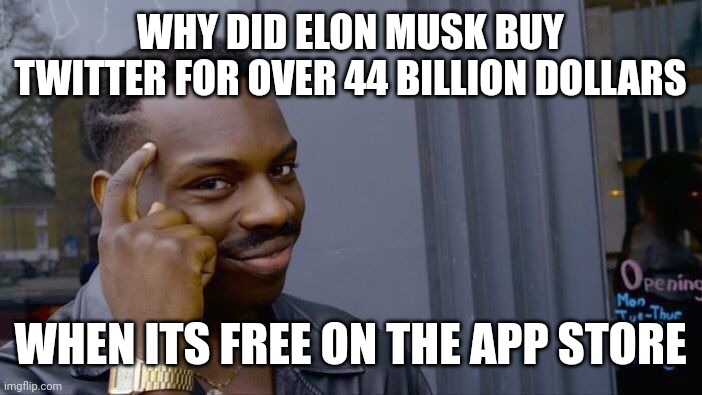 WHY DID ELON MUSK BUY
TWITTER FOR OVER 44 BILLION DOLLARS
Opening
Mon
Tue-Thur
WHEN ITS FREE ON THE APP STORE
imgflip.com